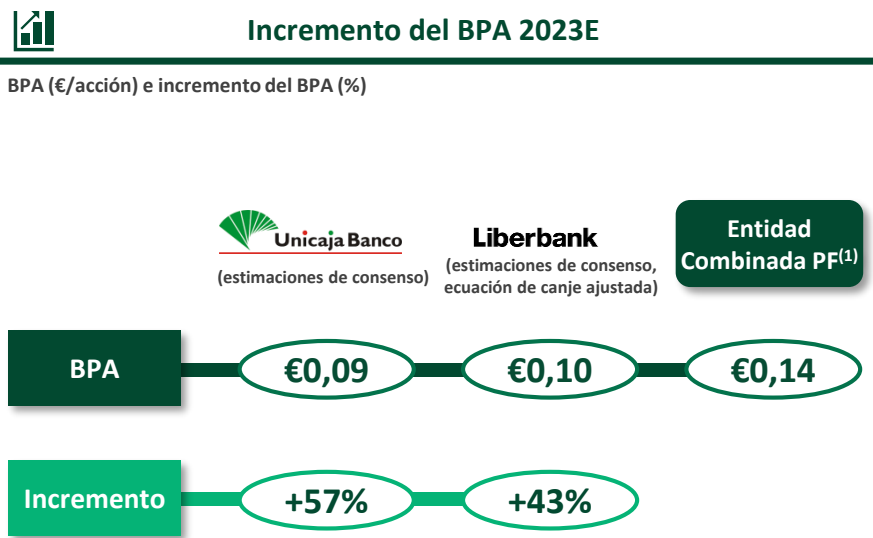 Incremento del BPA 2023E
BPA (€/acción) e incremento del BPA (%)
Unicaja Banco
(estimaciones de consenso)
Liberbank
(estimaciones de consenso,
ecuación de canje ajustada)
Entidad
Combinada PF(1)
BPA
€0,09
€0,10
€0,14
Incremento
+57%
+43%